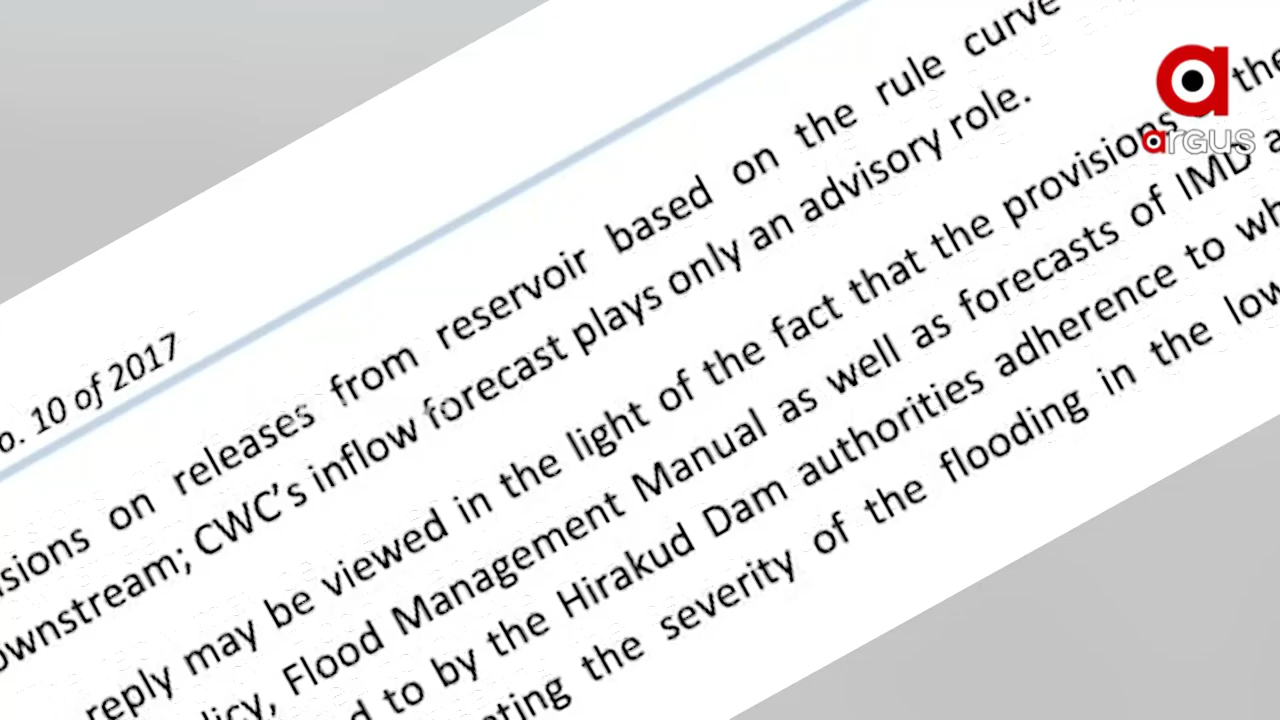 o. 10 of 2017
sions on releases from reservoir based on the rule curve
ownstream; CWC's inflow forecast plays only an advisory role.
reply may be viewed in the light of the fact that the provisions the
licy, Flood Management Manual as well as forecasts of IMD a
d to by the Hirakud Dam authorities adherence to wh
ting the severity of the flooding in the low
argus